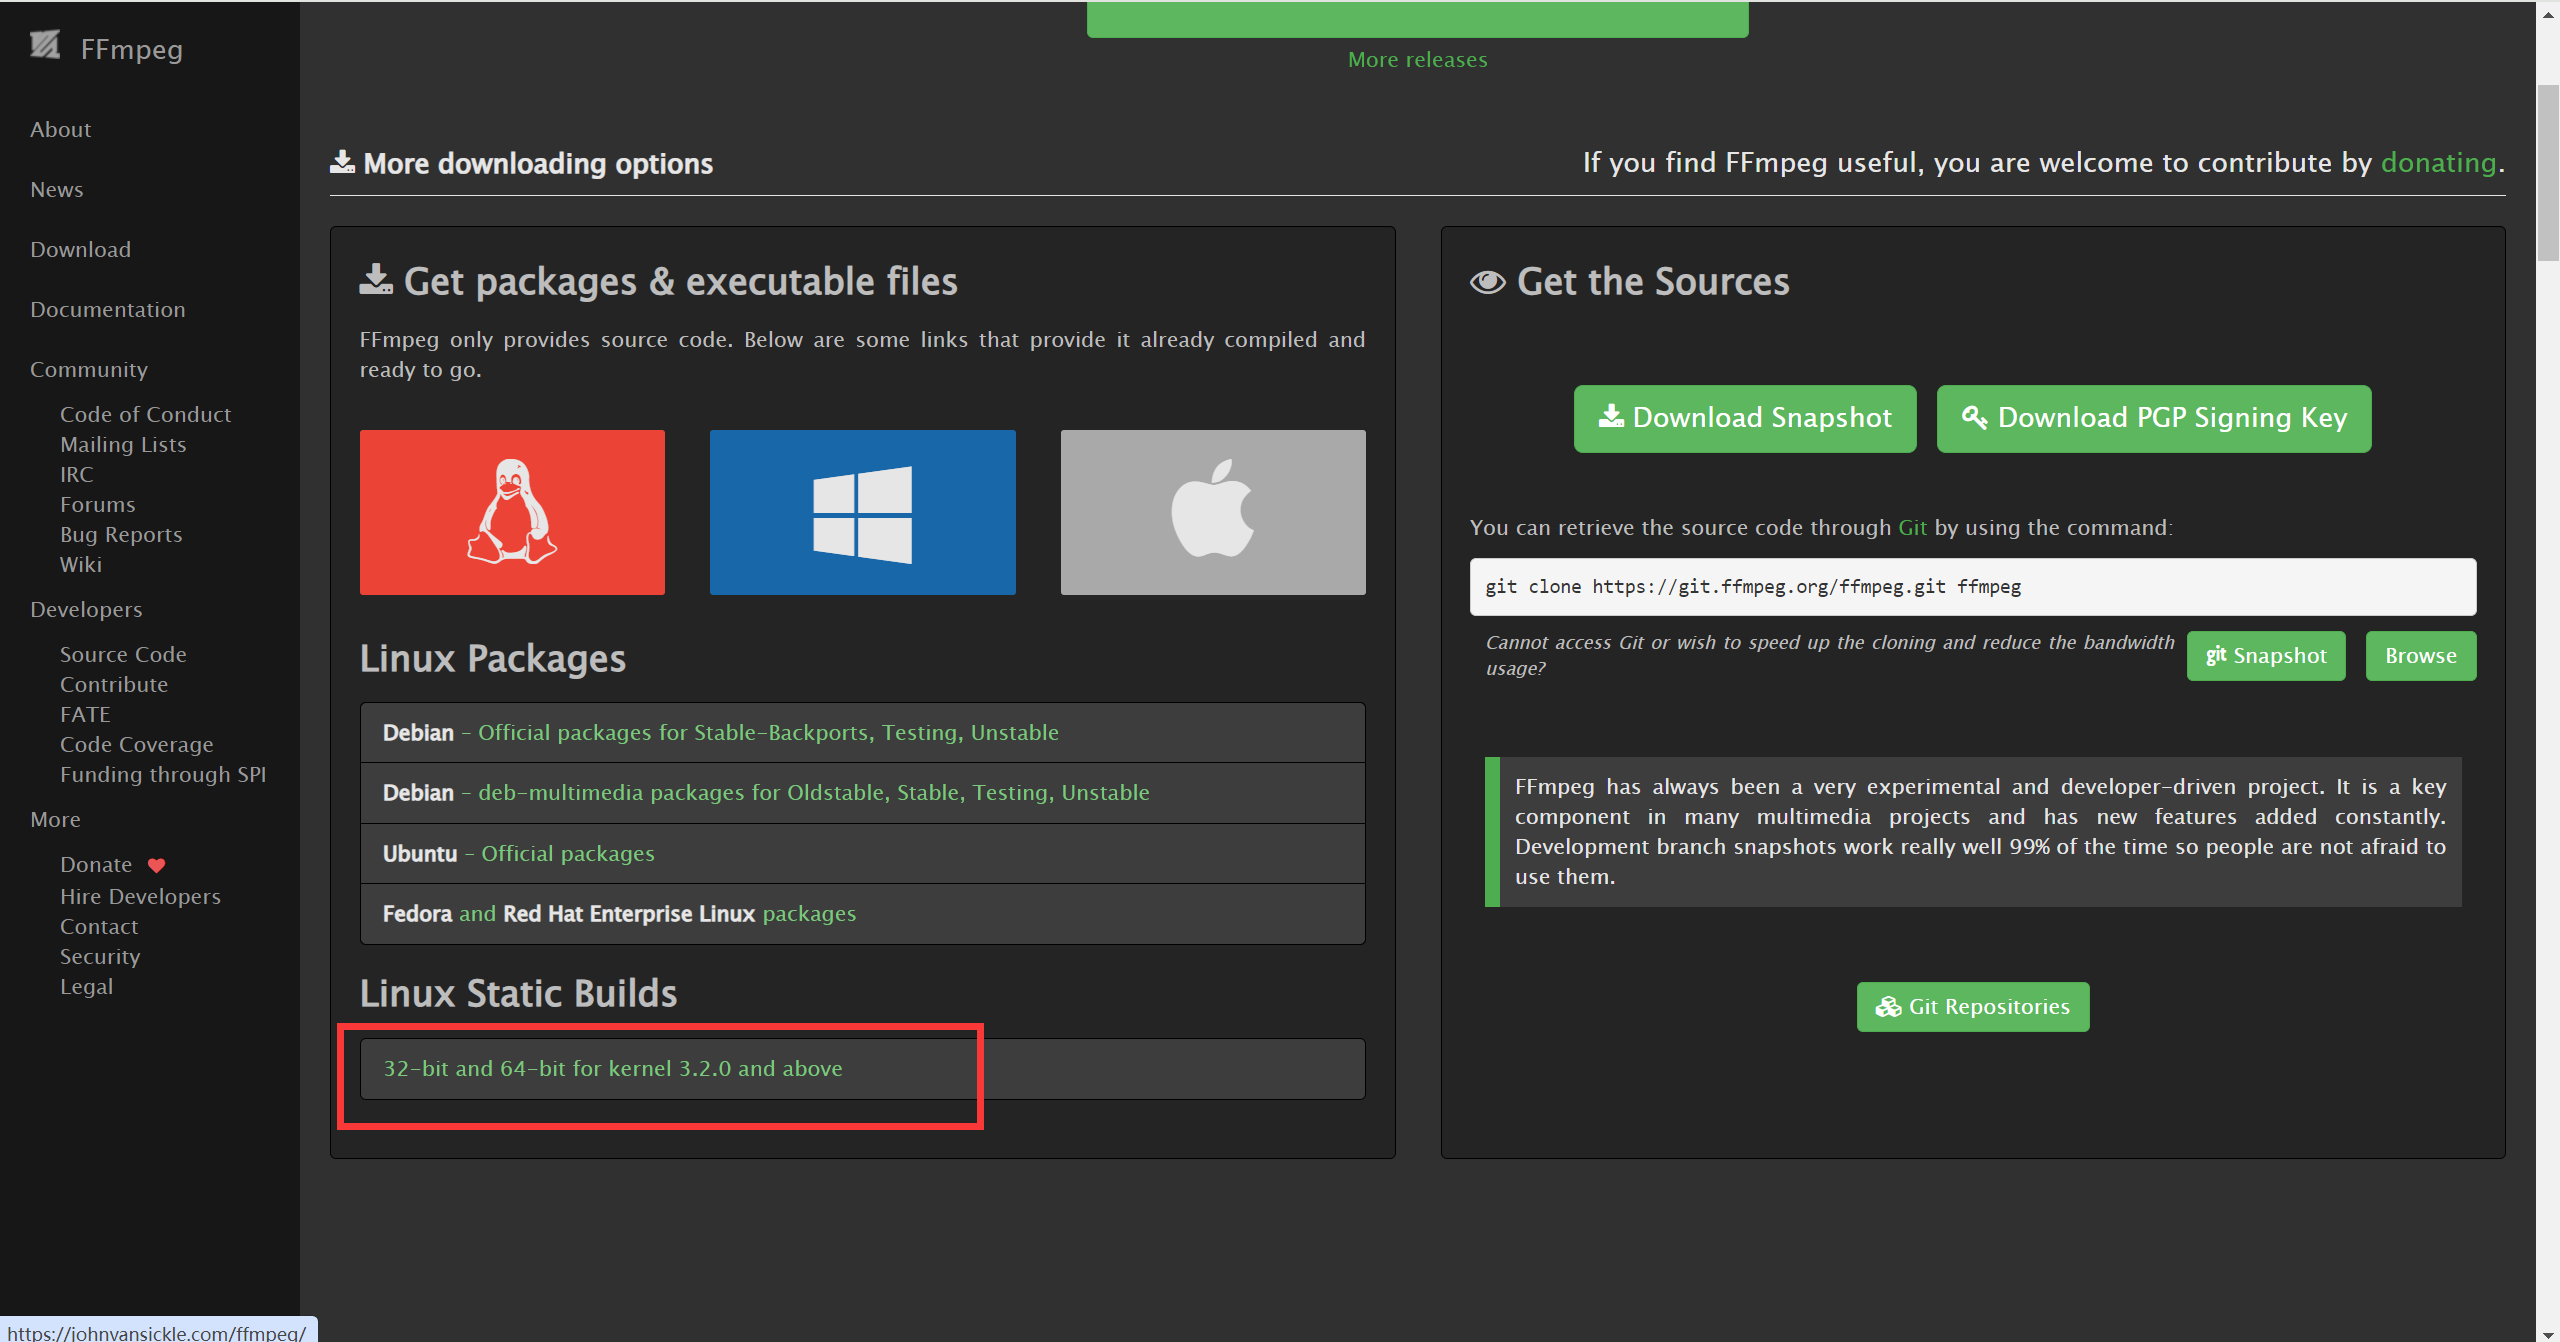 FFmpeg
About
News
Download
Documentation
Community
Code of Conduct
Mailing Lists
IRC
Forums
Bug Reports
Wiki
Developers
Source Code
Contribute
FATE
Code Coverage
Funding through SPI
More
Donate
Hire Developers
Contact
Security
Legal
More releases
More downloading options
If you find FFmpeg useful, you are welcome to contribute by donating.
Get packages & executable files
FFmpeg only provides source code. Below are some links that provide it already compiled and
ready to go.
Linux Packages
Debian – Official packages for Stable-Backports, Testing, Unstable
Debian – deb-multimedia packages for Oldstable, Stable, Testing, Unstable
Ubuntu – Official packages
Fedora and Red Hat Enterprise Linux packages
Linux Static Builds
32-bit and 64-bit for kernel 3.2.0 and above
Get the Sources
Download Snapshot
Download PGP Signing Key
You can retrieve the source code through Git by using the command:
git clone https://git.ffmpeg.org/ffmpeg.git ffmpeg
Cannot access Git or wish to speed up the cloning and reduce the bandwidth
usage?
git Snapshot
Browse
FFmpeg has always been a very experimental and developer-driven project. It is a key
component in many multimedia projects and has new features added constantly.
Development branch snapshots work really well 99% of the time so people are not afraid to
use them.
Git Repositories
https://johnvansickle.com/ffmpeg/